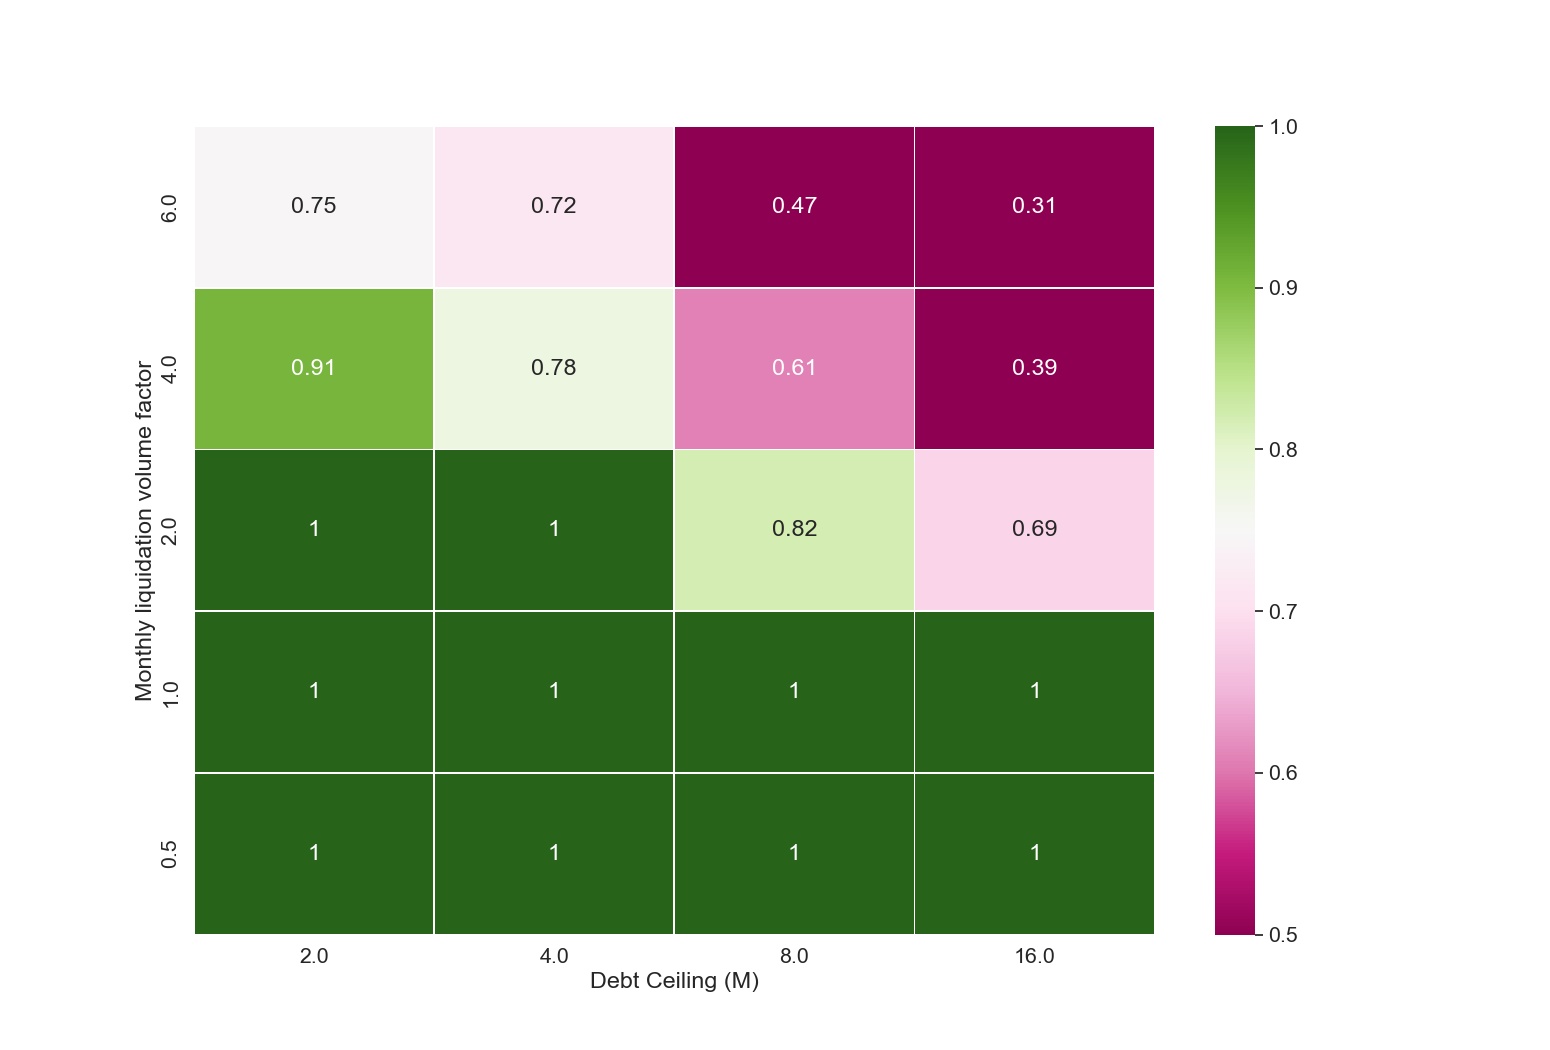 6.0 0.75 0.72 0.47 0.31
4.0 0.91 0.78 0.61 0.39
2.0 1 1 0.82 0.69
1.0 1 1 1 1
0.5 1 1 1 1
2.0 4.0 8.0 16.0
Debt Ceiling (M)
Monthly liquidation volume factor
1.0
0.9
0.8
0.7
0.6
0.5